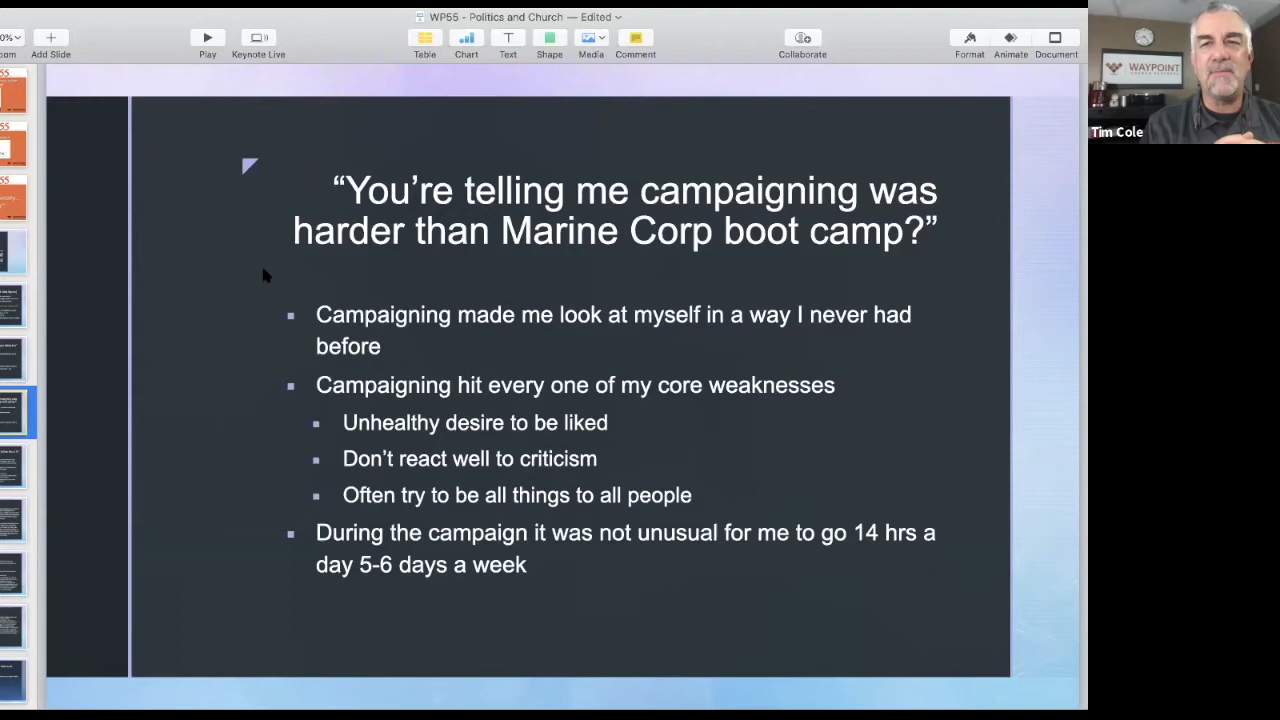 WP55 - Politics and Church — Edited
0%
oom
Add Slide
Play
Keynote Live
Table
Chart
Text
Shape
Media
Comment
Collaborate
Format
Animate
Document
WAYPOINT
Tim Cole
“You’re telling me campaigning was
harder than Marine Corp boot camp?”
Campaigning made me look at myself in a way I never had
before
Campaigning hit every one of my core weaknesses
Unhealthy desire to be liked
Don’t react well to criticism
Often try to be all things to all people
During the campaign it was not unusual for me to go 14 hrs a
day 5-6 days a week